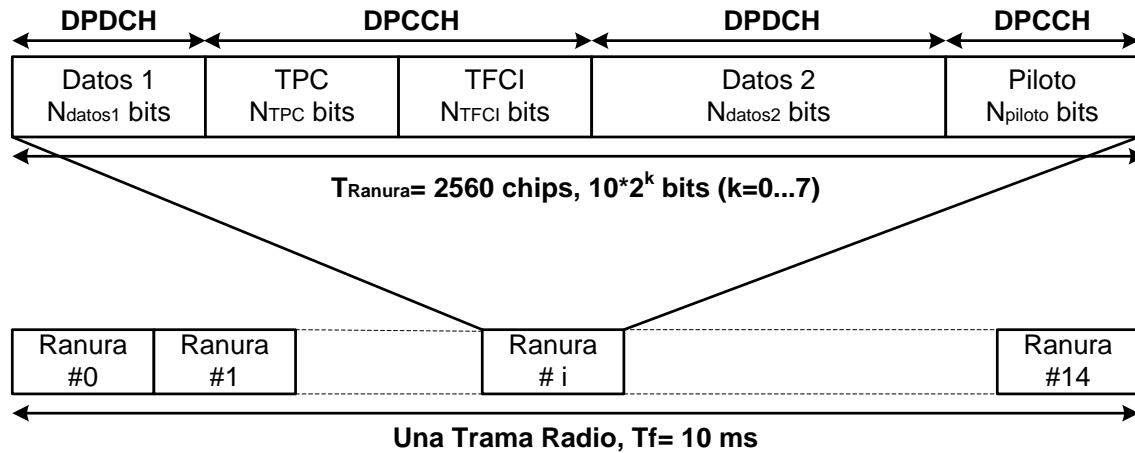 DPDCH DPCCH DPDCH DPCCH
Datos 1 TPC TFCI Datos 2 Piloto
Ndatos1 bits NTPC bits NTFCI bits Ndatos2 bits Npiloto bits
TRanura= 2560 chips, 10*2^k bits (k=0...7)
Ranura Ranura Ranura Ranura
#0 #1 # i #14
Una Trama Radio, Tf= 10 ms